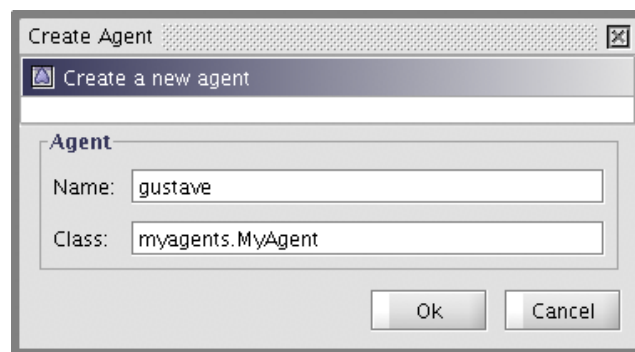 Create Agent
Create a new agent
Agent
Name: gustave
Class: myagents.MyAgent
Ok Cancel